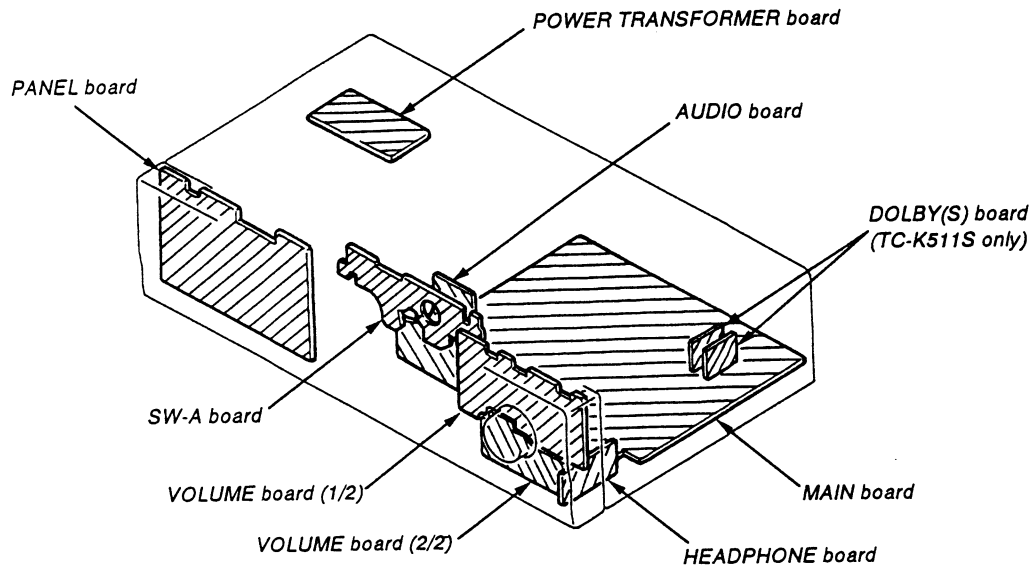 POWER TRANSFORMER board
PANEL board
AUDIO board
DOLBY(S) board
(TC-K511S only)
SW-A board
VOLUME board (1/2)
MAIN board
VOLUME board (2/2)
HEADPHONE board